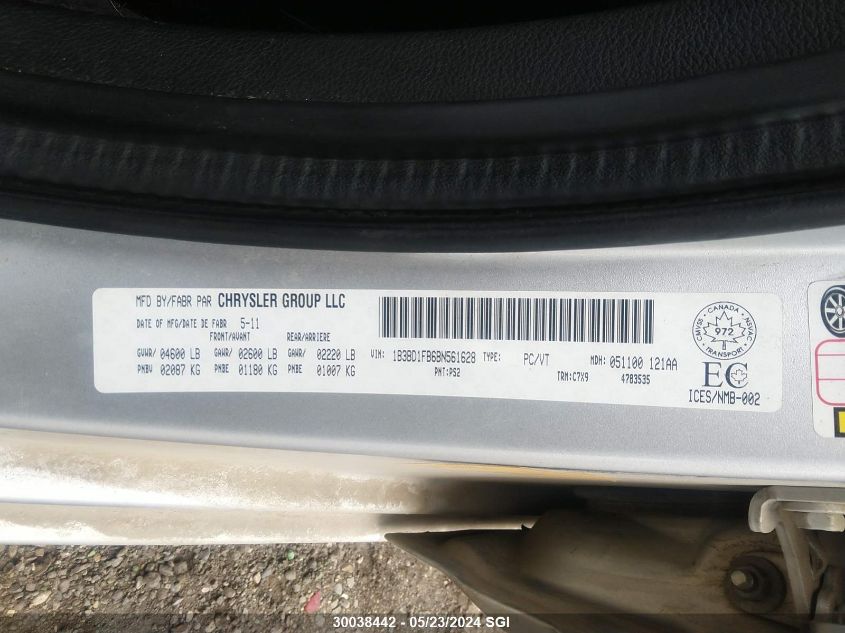 MFD BY/FABR PAR CHRYSLER GROUP LLC
DATE OF MFG/DATE DE FABR 5-11
FRONT/AVANT REAR/ARRIERE
GVWR/ 04600 LB GAWR/ 02600 LB GAWR/ 02220 LB
PNBV 02087 KG PNBE 01180 KG PNBE 01007 KG
VIN: 1B3BD1FB6BN561628 TYPE: PC/VT MDH: 051100 121AA
PNT:PS2 TRM:C7X9 4783535
CANADA
CMVSS NSVAC
972
TRANSPORT
EC
ICES/NMB-002
30038442 - 05/23/2024 SGI